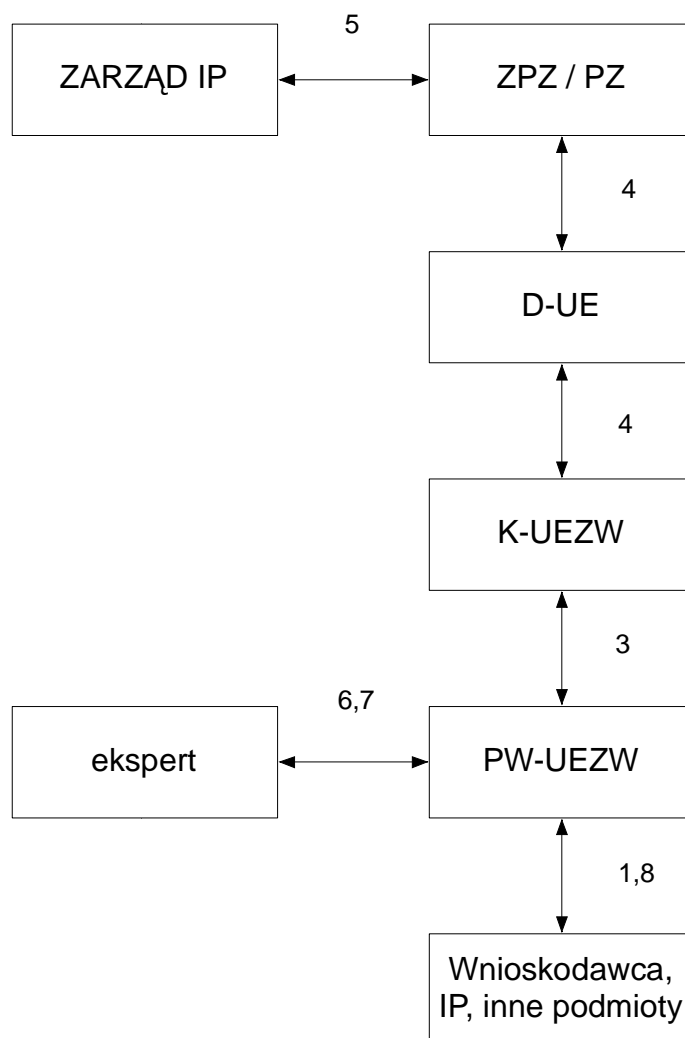 5
ZARZĄD IP
ZPZ / PZ
4
D-UE
4
K-UEZW
3
6,7
ekspert
PW-UEZW
1,8
Wnioskodawca,
IP, inne podmioty